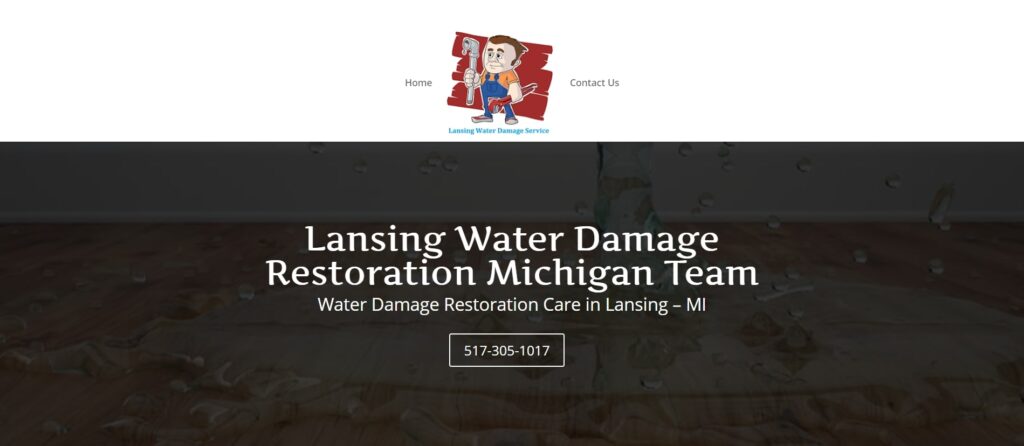 Home
Contact Us
Lansing Water Damage Service
Lansing Water Damage
Restoration Michigan Team
Water Damage Restoration Care in Lansing – MI
517-305-1017